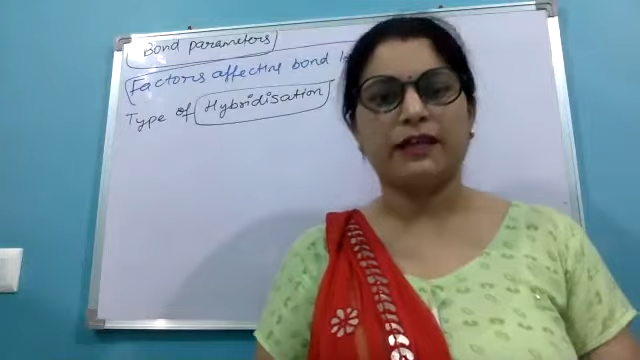 Bond parameters
Factors affecting bond
Type of Hybridisation